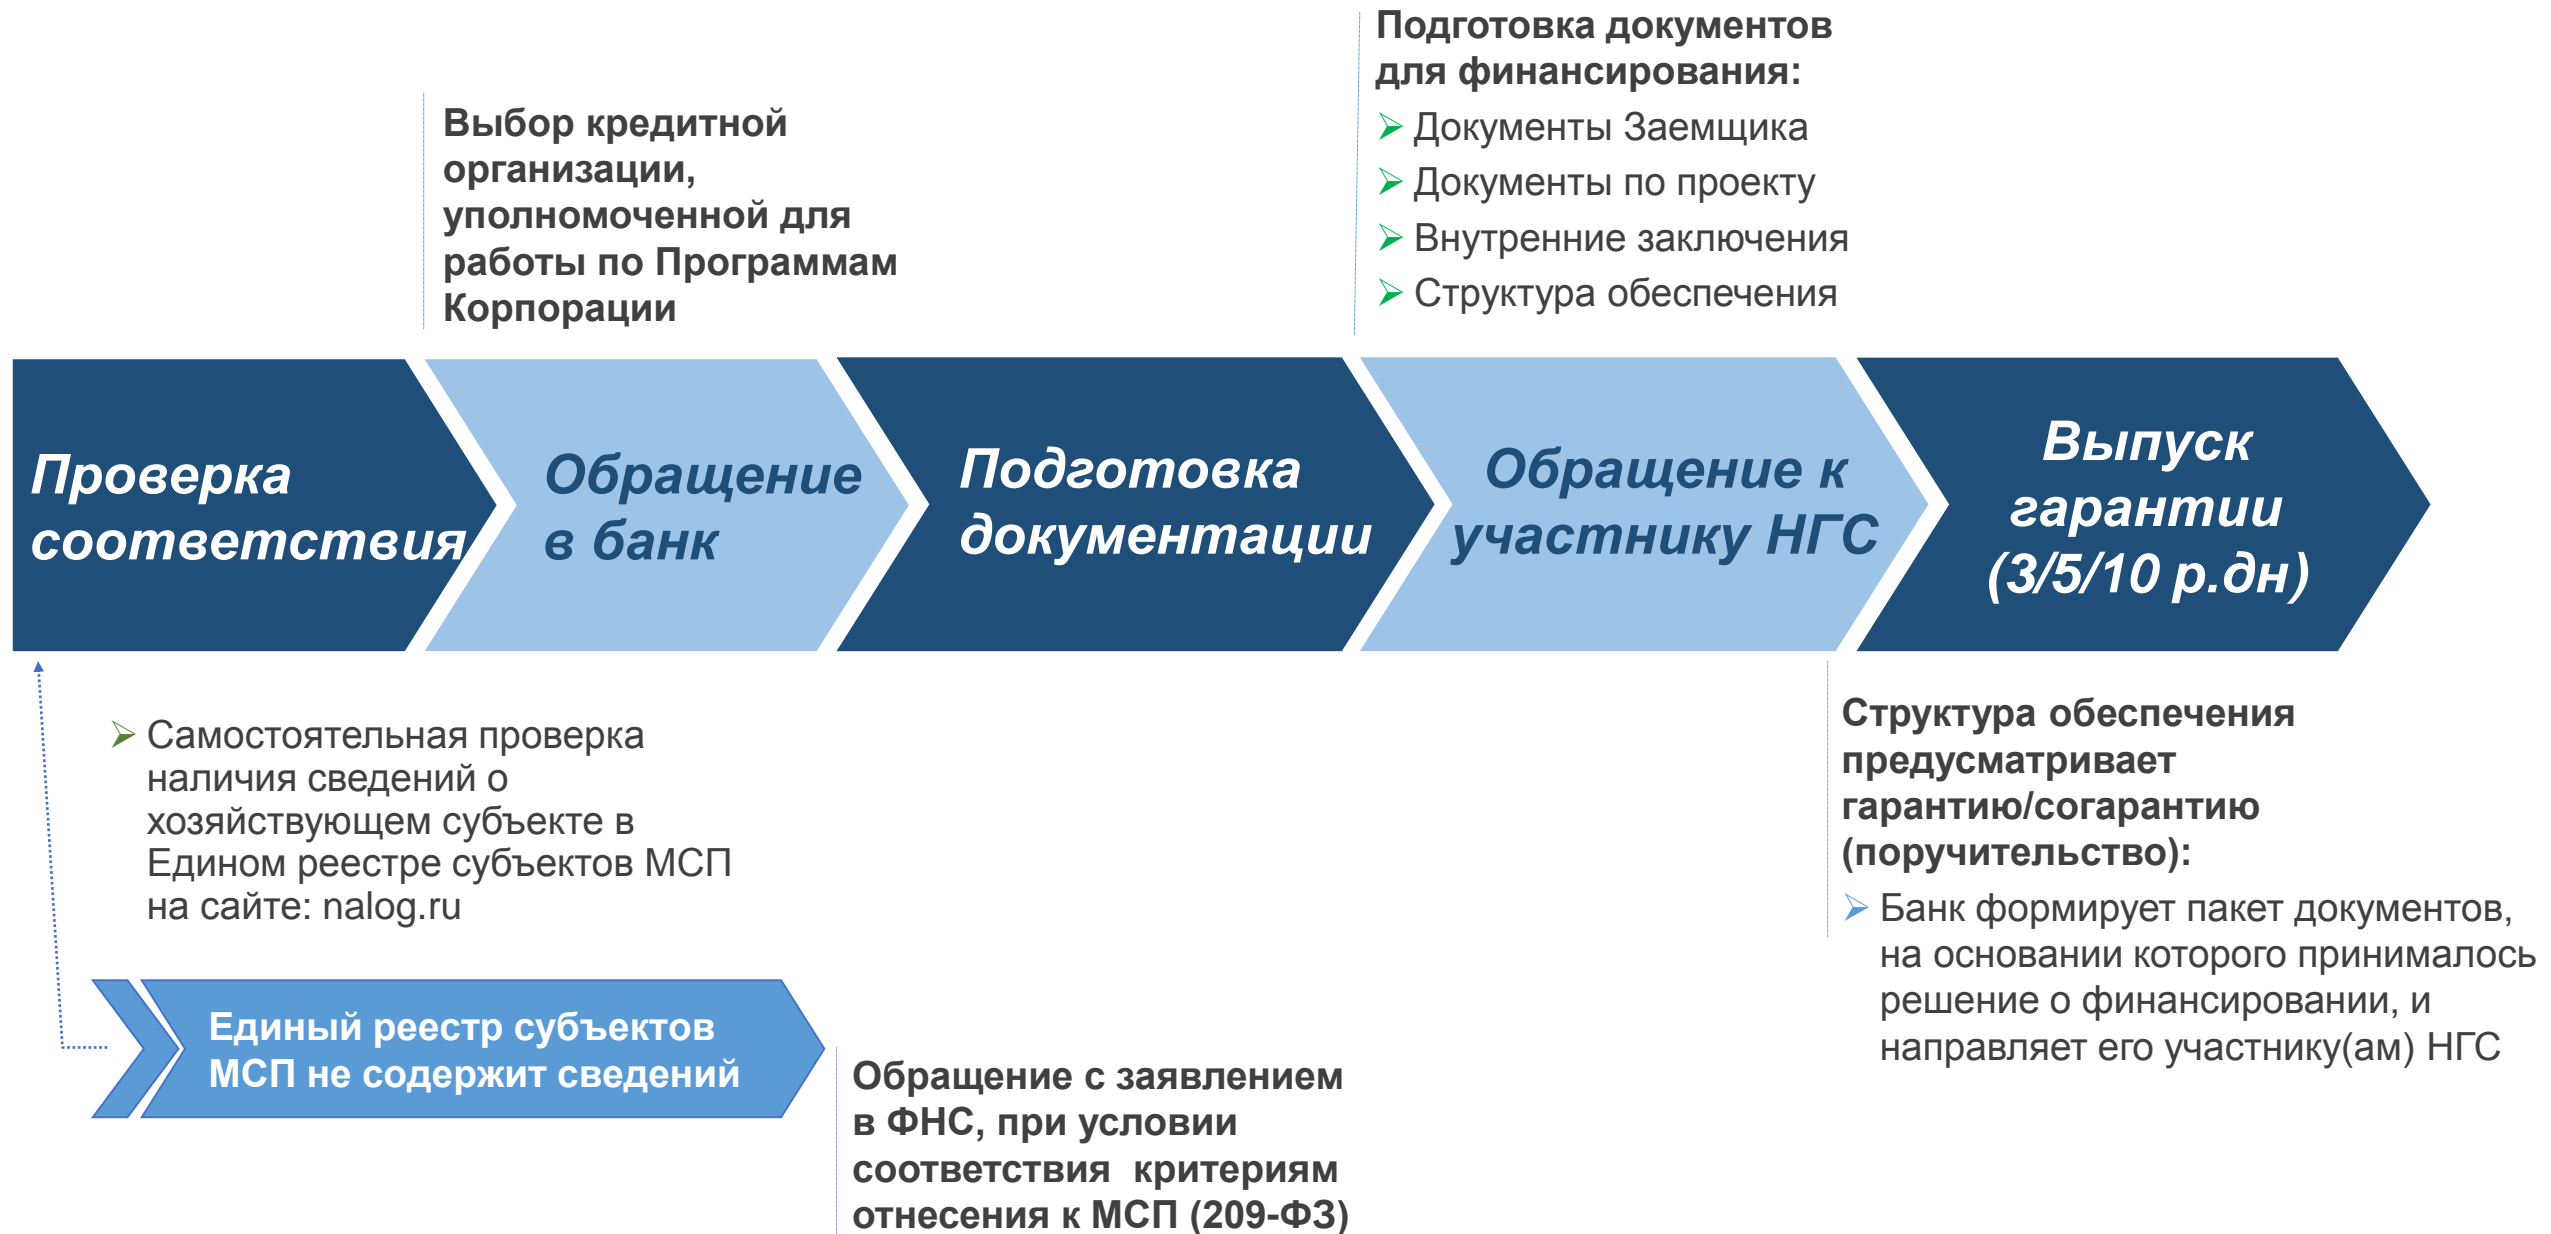 Подготовка документов
для финансирования:
Документы Заемщика
Документы по проекту
Внутренние заключения
Структура обеспечения
Выбор кредитной
организации,
уполномоченной для
работы по Программам
Корпорации
Проверка
соответствия
Обращение
в банк
Подготовка
документации
Обращение к
участнику НГС
Выпуск
гарантии
(3/5/10 р.дн)
Самостоятельная проверка
наличия сведений о
хозяйствующем субъекте в
Едином реестре субъектов МСП
на сайте: nalog.ru
Единый реестр субъектов
МСП не содержит сведений
Обращение с заявлением
в ФНС, при условии
соответствия  критериям
отнесения к МСП (209-ФЗ)
Структура обеспечения
предусматривает
гарантию/согарантию
(поручительство):
Банк формирует пакет документов,
на основании которого принималось
решение о финансировании, и
направляет его участнику(ам) НГС